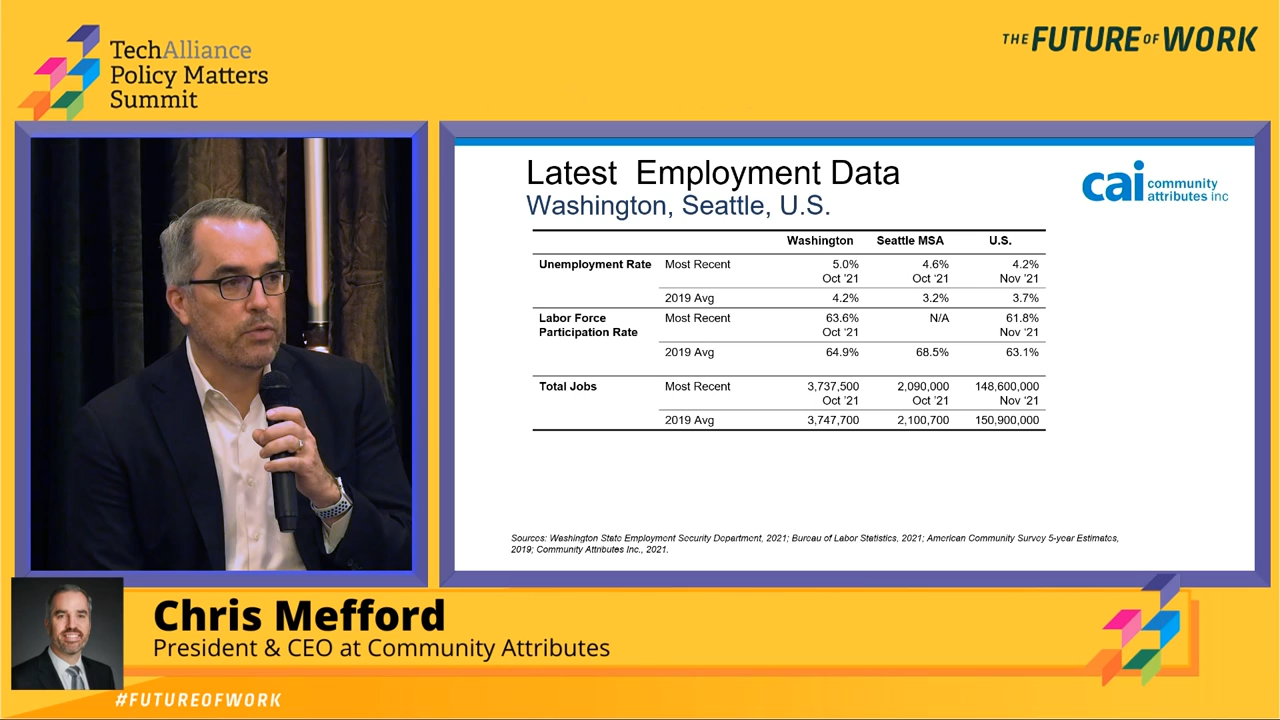 TechAlliance
Policy Matters
Summit
THE FUTURE OF WORK
Latest  Employment Data
Washington, Seattle, U.S.
cai community
attributes inc
Washington Seattle MSA U.S.
Unemployment Rate Most Recent 5.0% 4.6% 4.2%
Oct '21 Oct '21 Nov '21
2019 Avg 4.2% 3.2% 3.7%
Labor Force Most Recent 63.6% N/A 61.8%
Participation Rate Oct '21 Nov '21
2019 Avg 64.9% 68.5% 63.1%
Total Jobs Most Recent 3,737,500 2,090,000 148,600,000
Oct '21 Oct '21 Nov '21
2019 Avg 3,747,700 2,100,700 150,900,000
Sources: Washington State Employment Security Department, 2021; Bureau of Labor Statistics, 2021; American Community Survey 5-year Estimates,
2019; Community Attributes Inc., 2021.
Chris Mefford
President & CEO at Community Attributes
#FUTUREOFWORK